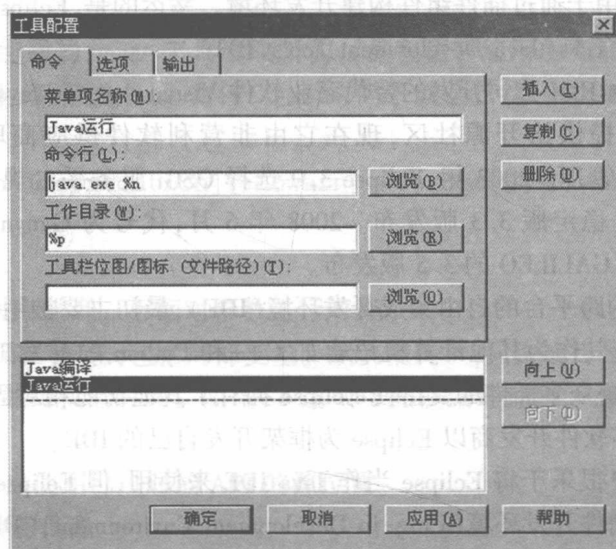 工具配置
命令 选项 输出
菜单项名称(M):
Java运行
命令行(L):
java.exe %n
浏览(B)
工作目录(W):
%p
浏览(R)
工具栏位图/图标 (文件路径)(T):
浏览(O)
插入(I)
复制(C)
删除(D)
Java编译
Java运行
向上(U)
向下(D)
确定 取消 应用(A) 帮助